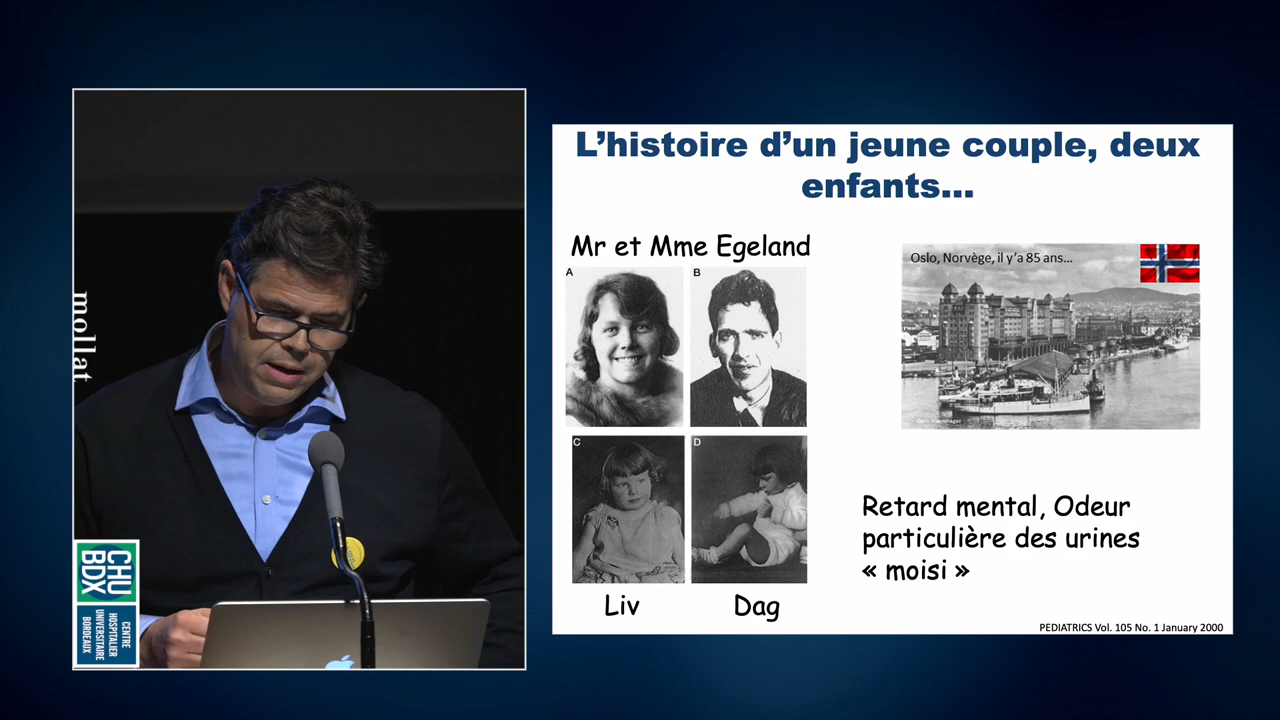 L’histoire d’un jeune couple, deux
enfants…
Mr et Mme Egeland
A
B
C
D
Liv
Dag
Oslo, Norvège, il y’a 85 ans…
Retard mental, Odeur
particulière des urines
« moisi »
PEDIATRICS Vol. 105 No. 1 January 2000
mollat
CHU
BDX
CENTRE
HOSPITALIER
UNIVERSITAIRE
BORDEAUX